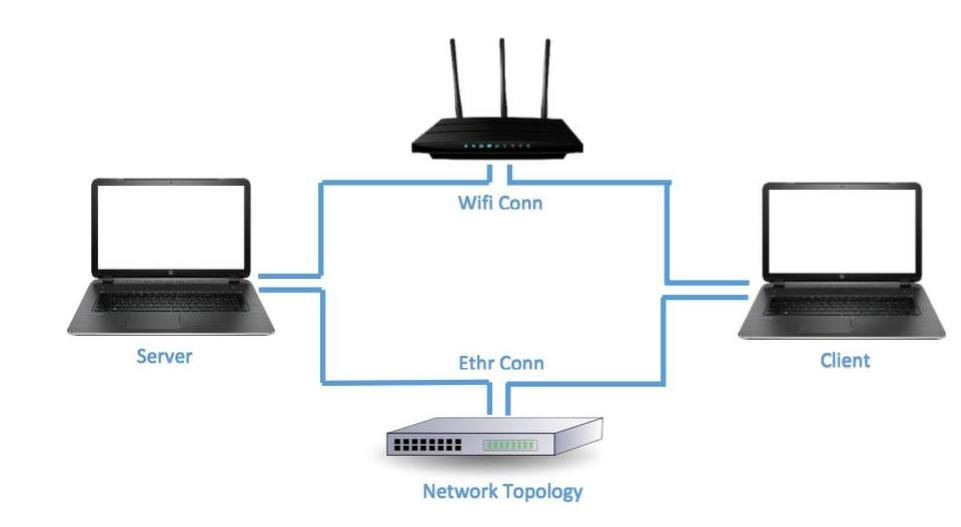 Wifi Conn
Server
Ethr Conn
Client
Network Topology